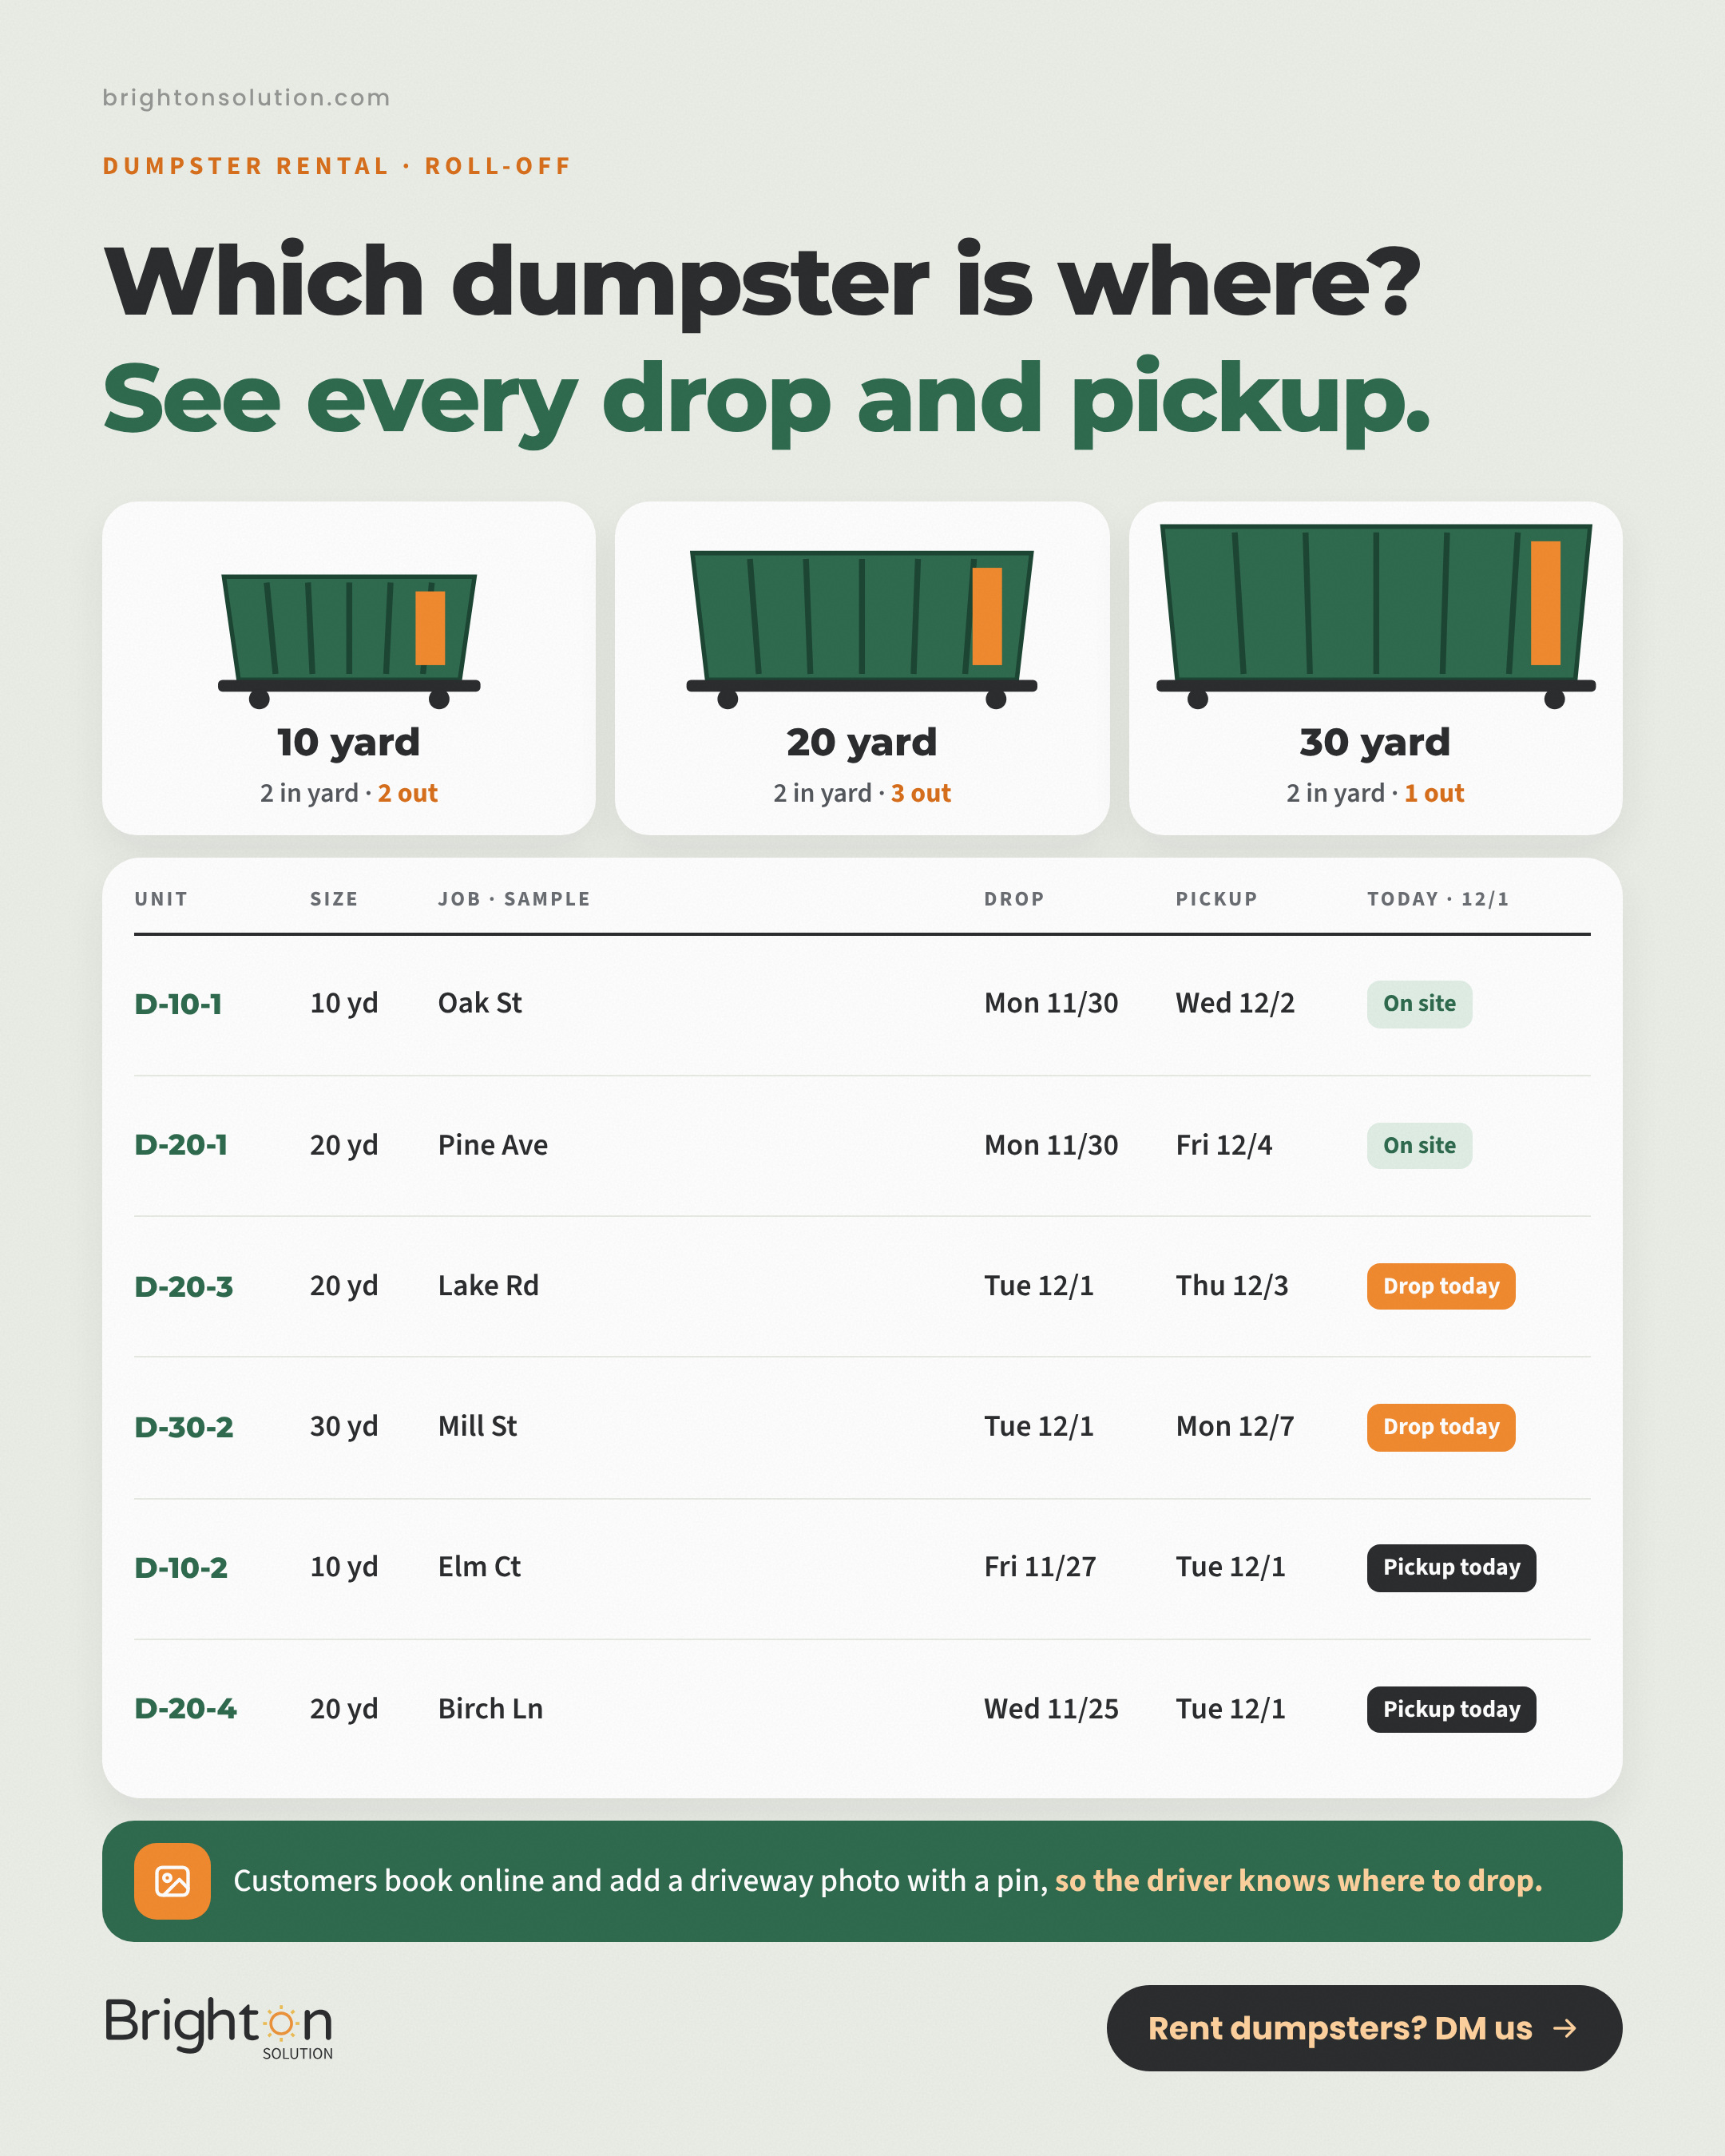 brightonsolution.com
DUMPSTER RENTAL · ROLL-OFF
Which dumpster is where?
See every drop and pickup.
10 yard
2 in yard · 2 out
20 yard
2 in yard · 3 out
30 yard
2 in yard · 1 out
UNIT SIZE JOB · SAMPLE DROP PICKUP TODAY · 12/1
D-10-1 10 yd Oak St Mon 11/30 Wed 12/2 On site
D-20-1 20 yd Pine Ave Mon 11/30 Fri 12/4 On site
D-20-3 20 yd Lake Rd Tue 12/1 Thu 12/3 Drop today
D-30-2 30 yd Mill St Tue 12/1 Mon 12/7 Drop today
D-10-2 10 yd Elm Ct Fri 11/27 Tue 12/1 Pickup today
D-20-4 20 yd Birch Ln Wed 11/25 Tue 12/1 Pickup today
Customers book online and add a driveway photo with a pin, so the driver knows where to drop.
Brighton
SOLUTION
Rent dumpsters? DM us →